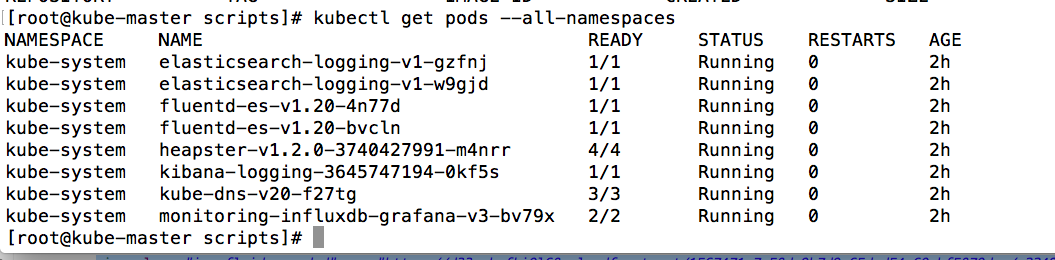 [root@kube-master scripts]# kubectl get pods --all-namespaces
NAMESPACE NAME READY STATUS RESTARTS AGE
kube-system elasticsearch-logging-v1-gzfnj 1/1 Running 0 2h
kube-system elasticsearch-logging-v1-w9gjd 1/1 Running 0 2h
kube-system fluentd-es-v1.20-4n77d 1/1 Running 0 2h
kube-system fluentd-es-v1.20-bvcln 1/1 Running 0 2h
kube-system heapster-v1.2.0-3740427991-m4nrr 4/4 Running 0 2h
kube-system kibana-logging-3645747194-0kf5s 1/1 Running 0 2h
kube-system kube-dns-v20-f27tg 3/3 Running 0 2h
kube-system monitoring-influxdb-grafana-v3-bv79x 2/2 Running 0 2h
[root@kube-master scripts]#